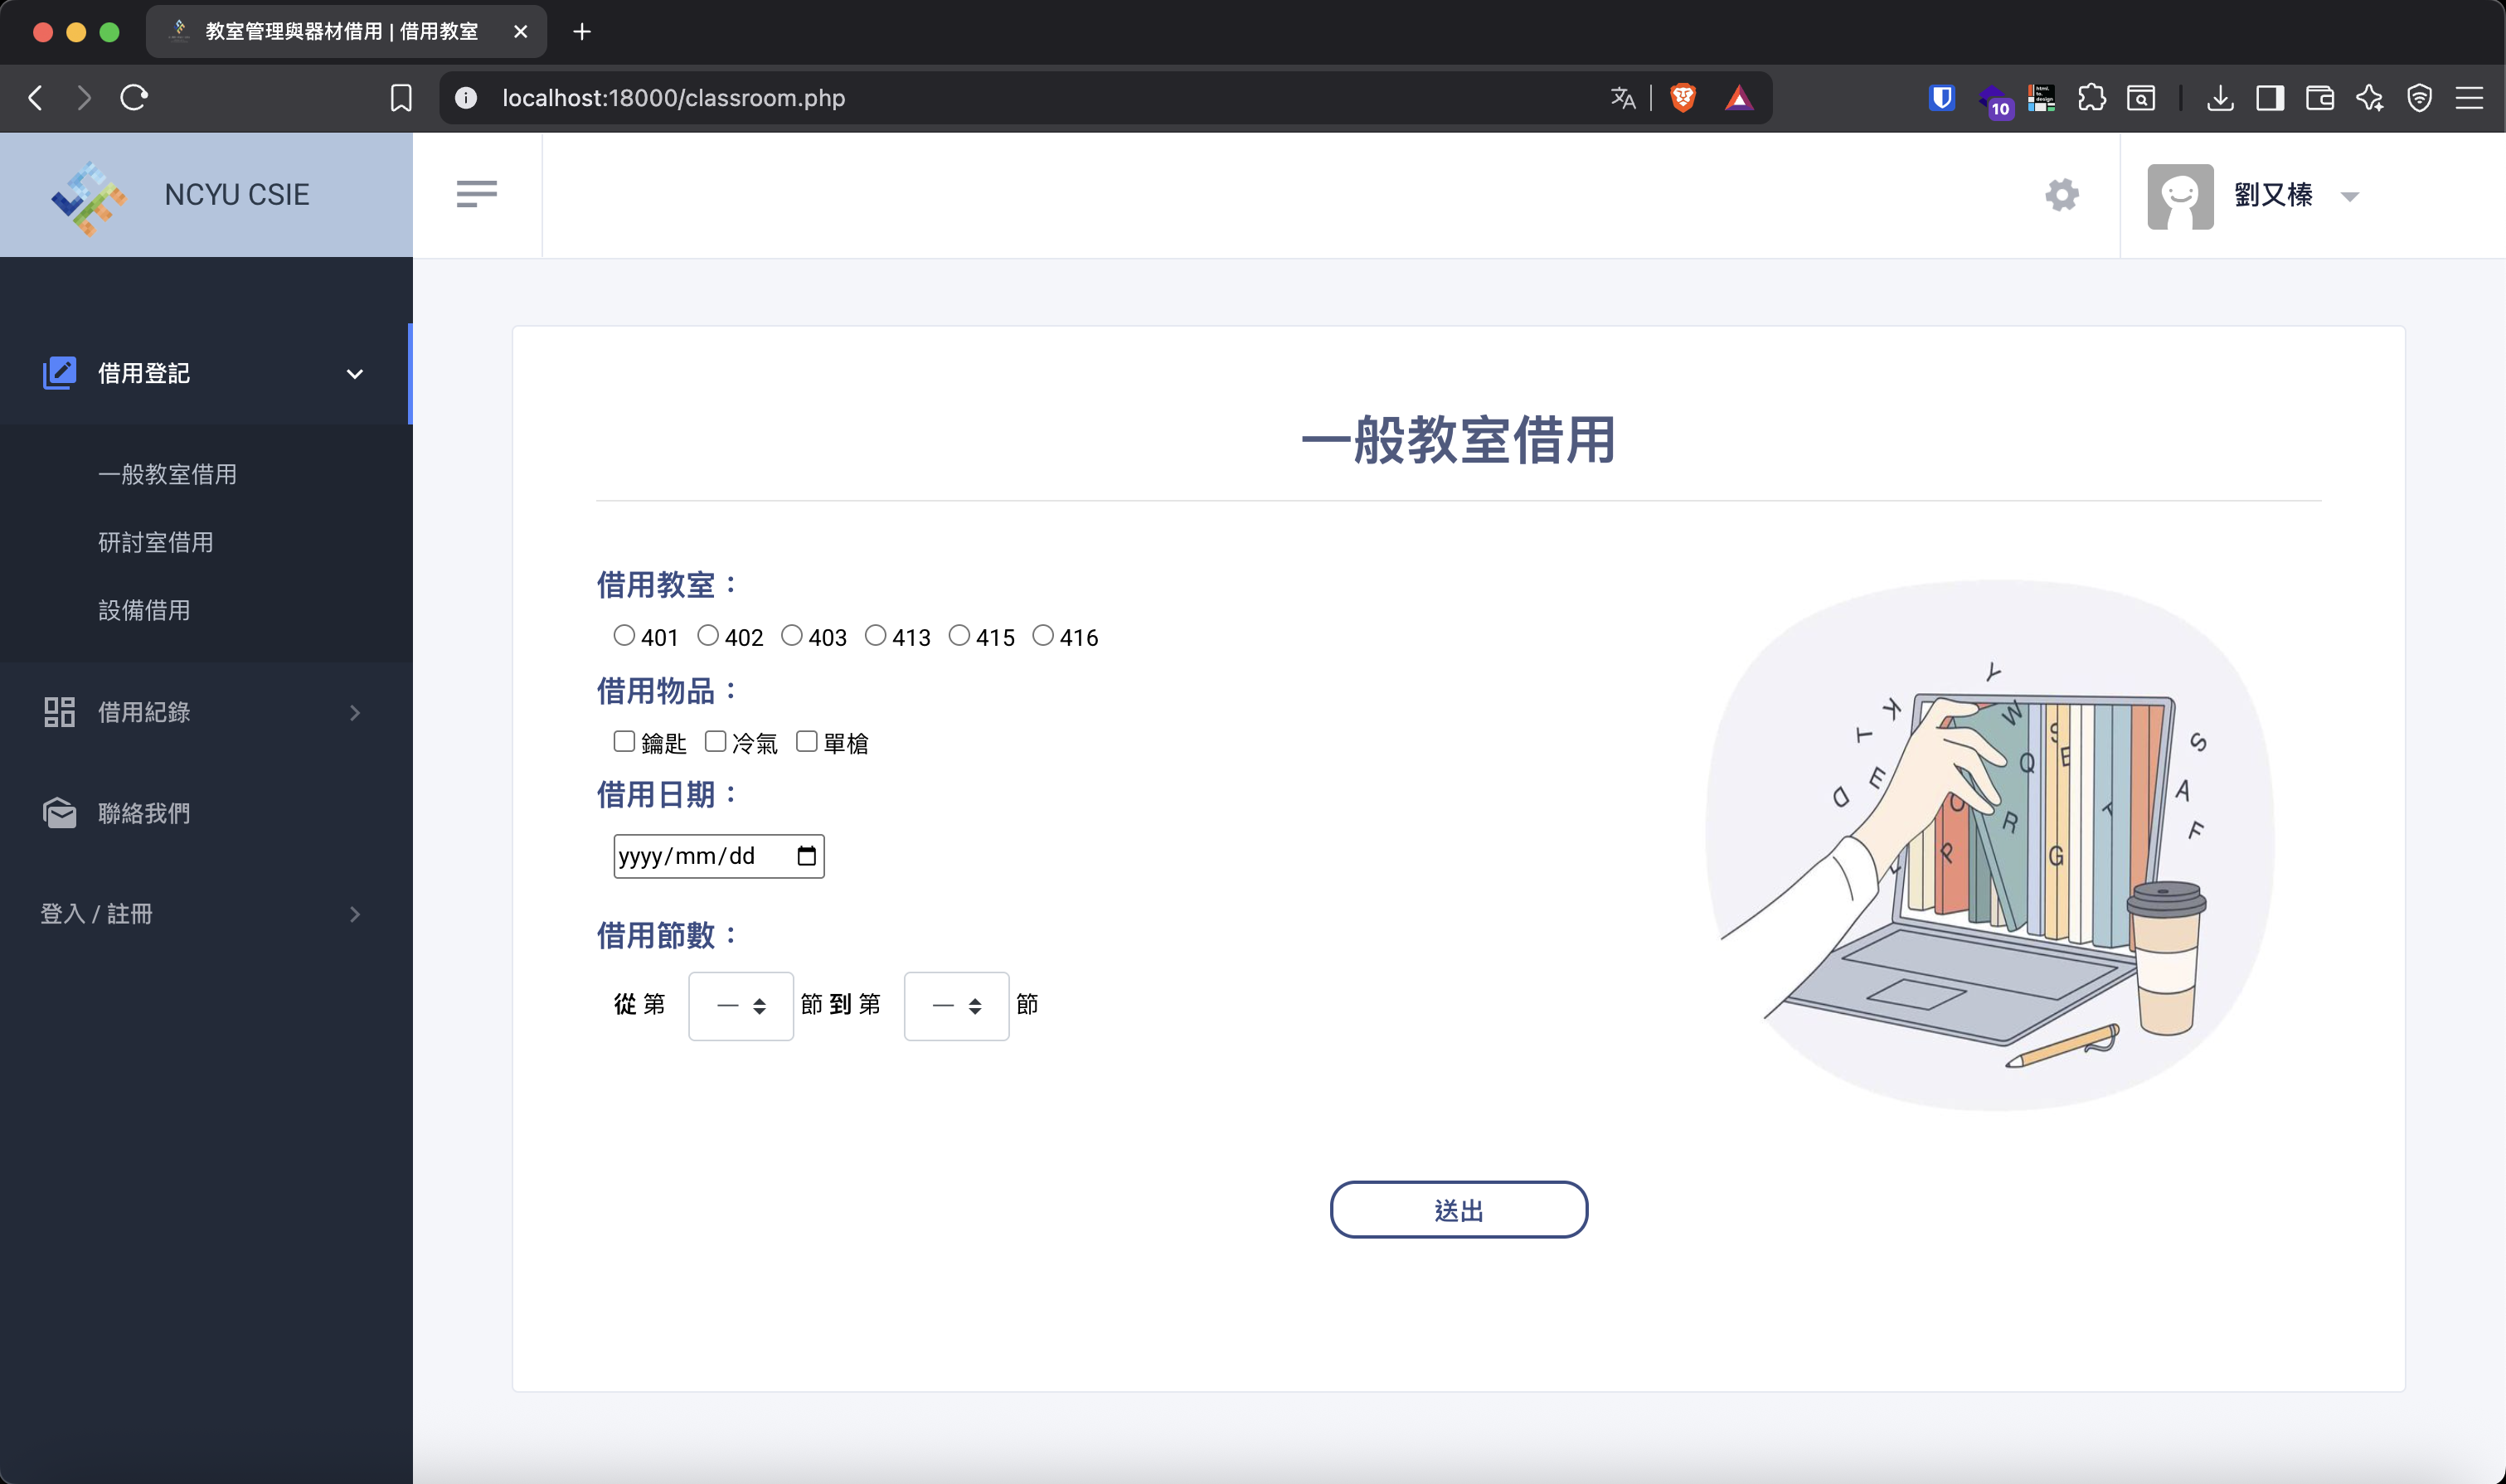 教室管理與器材借用 | 借用教室
localhost:18000/classroom.php
10
NCYU CSIE
劉又榛
借用登記
一般教室借用
研討室借用
設備借用
借用紀錄
聯絡我們
登入 / 註冊
一般教室借用
借用教室：
401 402 403 413 415 416
借用物品：
鑰匙 冷氣 單槍
借用日期：
yyyy/mm/dd
借用節數：
從 第 — 節 到 第 — 節
Y
K
W
T
S
S
Q
E
E
D
A
O
R
T
F
P
G
送出